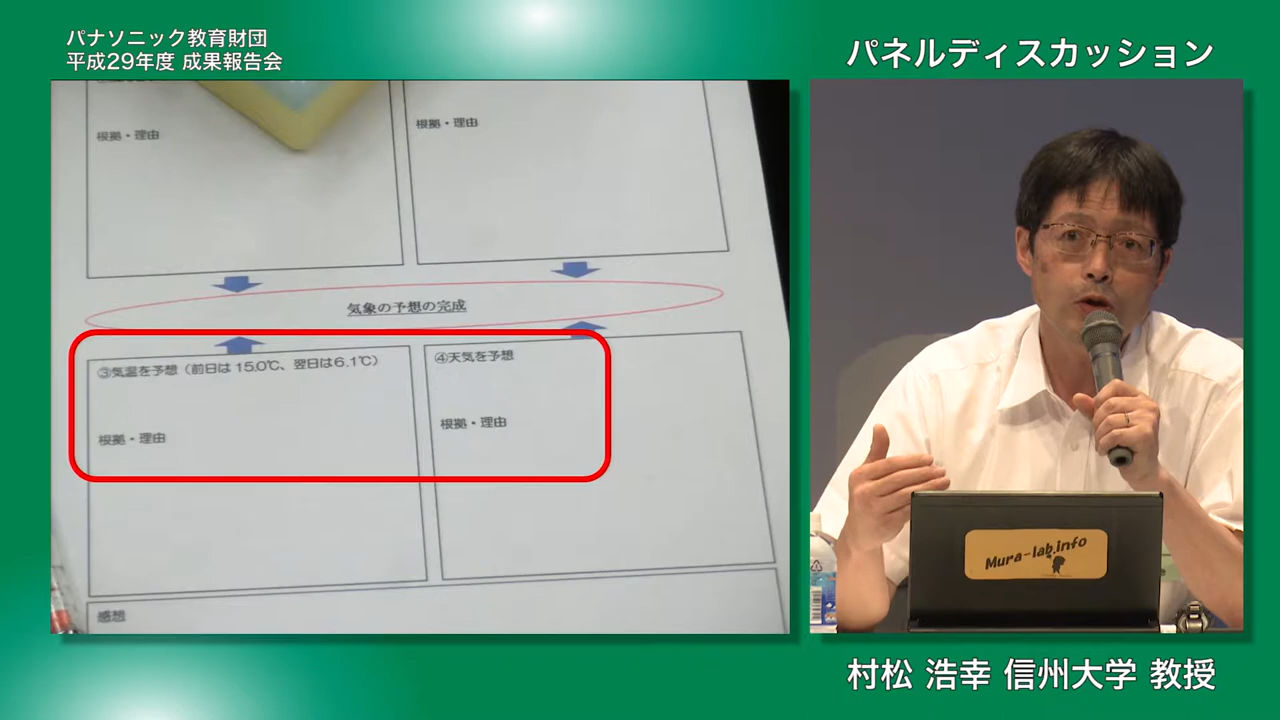 パナソニック教育財団
平成29年度 成果報告会
パネルディスカッション
根拠・理由
根拠・理由
気象の予想の完成
③気温を予想(前日は15.0℃、翌日は6.1℃)
④天気を予想
根拠・理由
根拠・理由
感想
Mura-lab.info
村松 浩幸 信州大学 教授